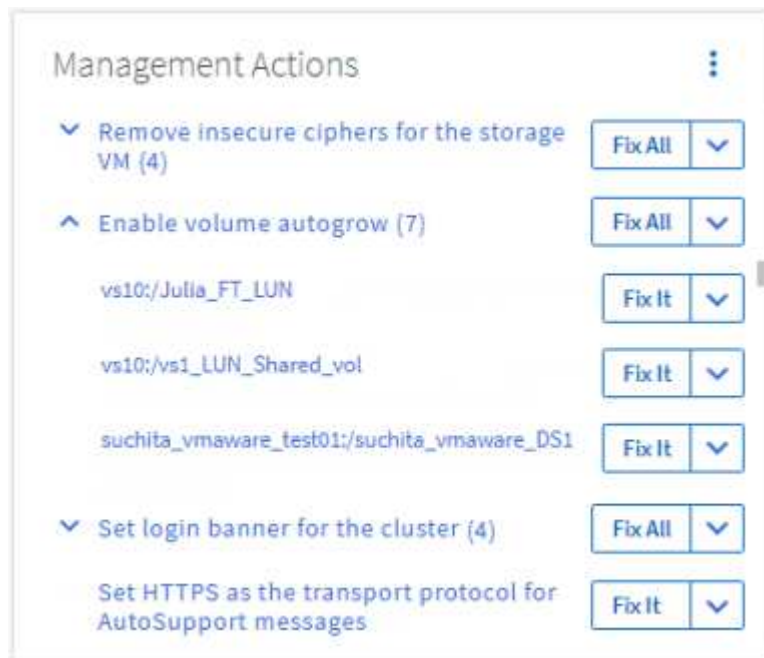 Management Actions
Remove insecure ciphers for the storage
VM (4)
Fix All
Enable volume autogrow (7)
Fix All
vs10:/Julia_FT_LUN
Fix It
vs10:/vs1_LUN_Shared_vol
Fix It
suchita_vmaware_test01:/suchita_vmaware_DS1
Fix It
Set login banner for the cluster (4)
Fix All
Set HTTPS as the transport protocol for
AutoSupport messages
Fix It